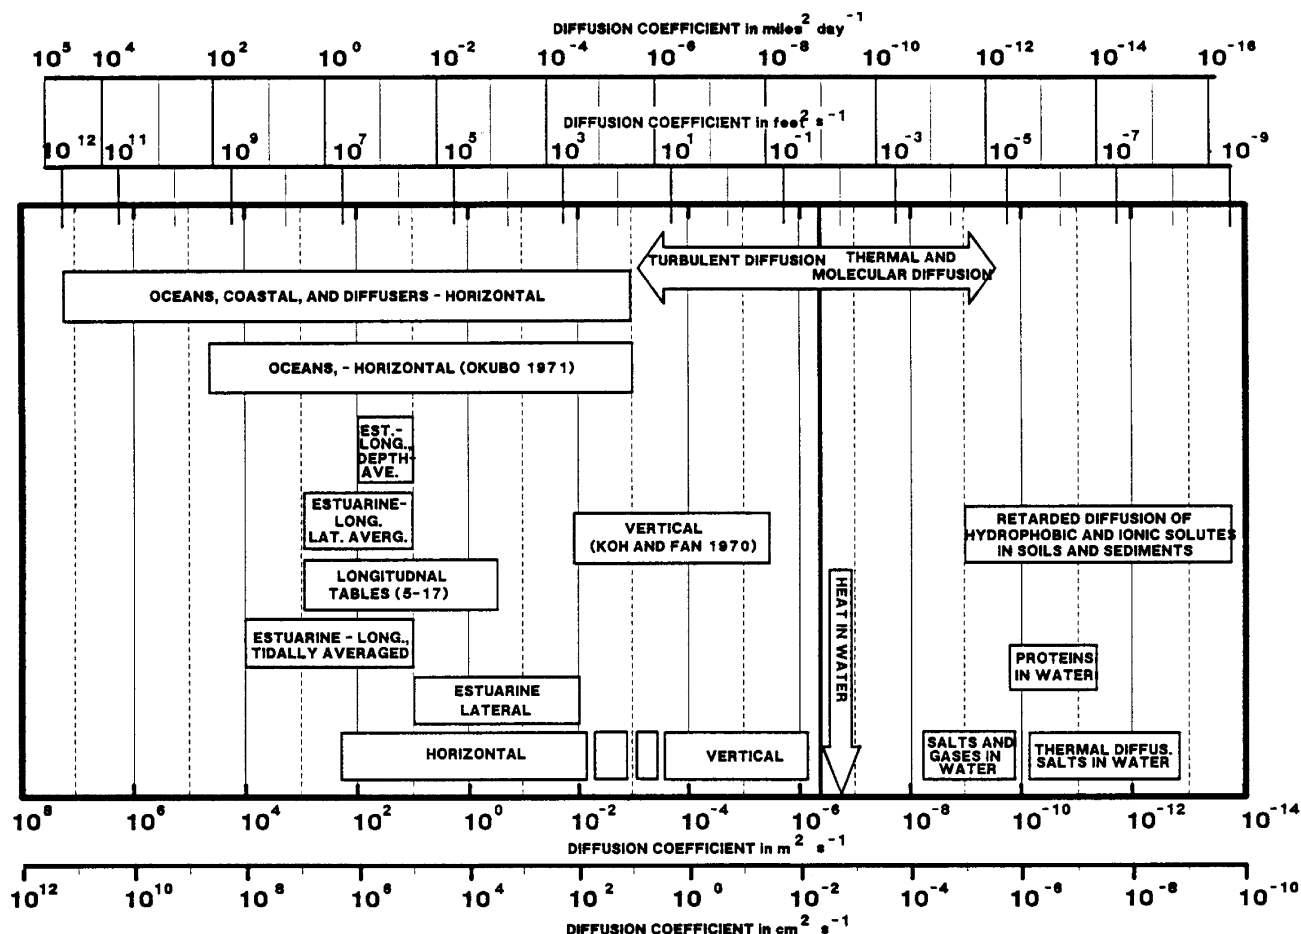 DIFFUSION COEFFICIENT in miles² day⁻¹
10⁵ 10⁴ 10² 10⁰ 10⁻² 10⁻⁴ 10⁻⁶ 10⁻⁸ 10⁻¹⁰ 10⁻¹² 10⁻¹⁴ 10⁻¹⁶
DIFFUSION COEFFICIENT in feet² s⁻¹
10¹² 10¹¹ 10⁹ 10⁷ 10⁵ 10³ 10¹ 10⁻¹ 10⁻³ 10⁻⁵ 10⁻⁷ 10⁻⁹
TURBULENT DIFFUSION
THERMAL AND
MOLECULAR DIFFUSION
OCEANS, COASTAL, AND DIFFUSERS - HORIZONTAL
OCEANS, - HORIZONTAL (OKUBO 1971)
EST.-
LONG.,
DEPTH-
AVE.
ESTUARINE-
LONG.
LAT. AVERG.
VERTICAL
(KOH AND FAN 1970)
RETARDED DIFFUSION OF
HYDROPHOBIC AND IONIC SOLUTES
IN SOILS AND SEDIMENTS
LONGITUDNAL
TABLES (5-17)
HEAT IN WATER
ESTUARINE - LONG.,
TIDALLY AVERAGED
PROTEINS
IN WATER
ESTUARINE
LATERAL
HORIZONTAL
VERTICAL
SALTS AND
GASES IN
WATER
THERMAL DIFFUS.
SALTS IN WATER
10⁸ 10⁶ 10⁴ 10² 10⁰ 10⁻² 10⁻⁴ 10⁻⁶ 10⁻⁸ 10⁻¹⁰ 10⁻¹² 10⁻¹⁴
DIFFUSION COEFFICIENT in m² s⁻¹
10¹² 10¹⁰ 10⁸ 10⁶ 10⁴ 10² 10⁰ 10⁻² 10⁻⁴ 10⁻⁶ 10⁻⁸ 10⁻¹⁰
DIFFUSION COEFFICIENT in cm² s⁻¹